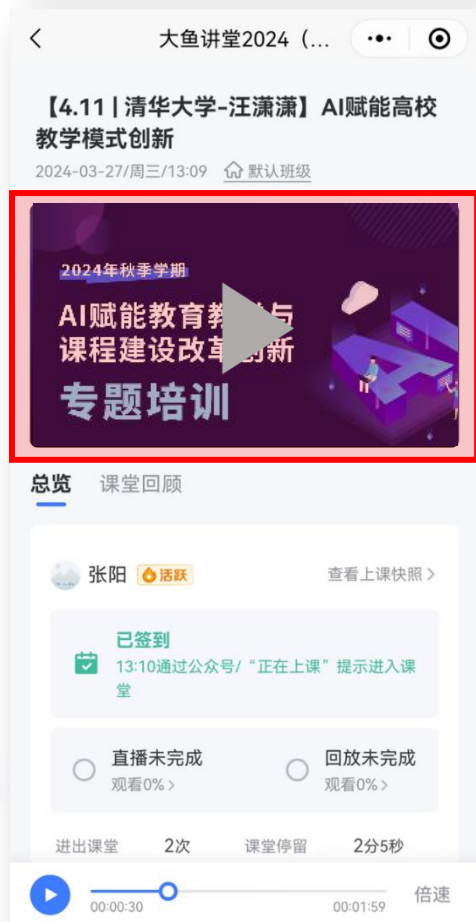 大鱼讲堂2024（...
【4.11 | 清华大学-汪潇潇】AI赋能高校
教学模式创新
2024-03-27/周三/13:09 默认班级
2024年秋季学期
AI赋能教育教 与
课程建设改革创新
专题培训
总览 课堂回顾
张阳 活跃 查看上课快照 >
已签到
13:10通过公众号/“正在上课”提示进入课
堂
直播未完成 回放未完成
观看0% > 观看0% >
进出课堂 2次 课堂停留 2分5秒
00:00:30 00:01:59 倍速